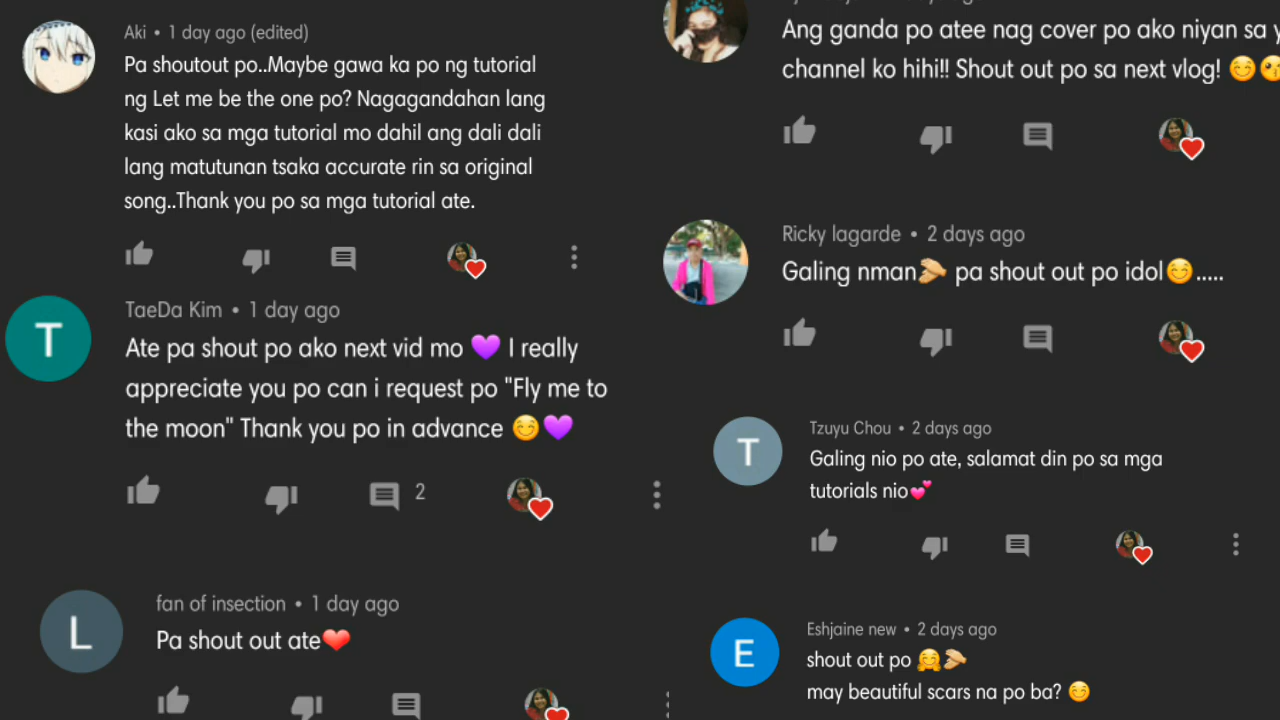 Aki • 1 day ago (edited)
Pa shoutout po..Maybe gawa ka po ng tutorial
ng Let me be the one po? Nagagandahan lang
kasi ako sa mga tutorial mo dahil ang dali dali
lang matutunan tsaka accurate rin sa original
song..Thank you po sa mga tutorial ate.
T
TaeDa Kim • 1 day ago
Ate pa shout po ako next vid mo 💜 I really
appreciate you po can i request po "Fly me to
the moon" Thank you po in advance 😊💜
2
L
fan of insection • 1 day ago
Pa shout out ate❤️
Ang ganda po atee nag cover po ako niyan sa
channel ko hihi!! Shout out po sa next vlog! 😊😘
Ricky lagarde • 2 days ago
Galing nman👏 pa shout out po idol😊.....
T
Tzuyu Chou • 2 days ago
Galing nio po ate, salamat din po sa mga
tutorials nio💕
E
Eshjaine new • 2 days ago
shout out po 🤗👏
may beautiful scars na po ba? 😊